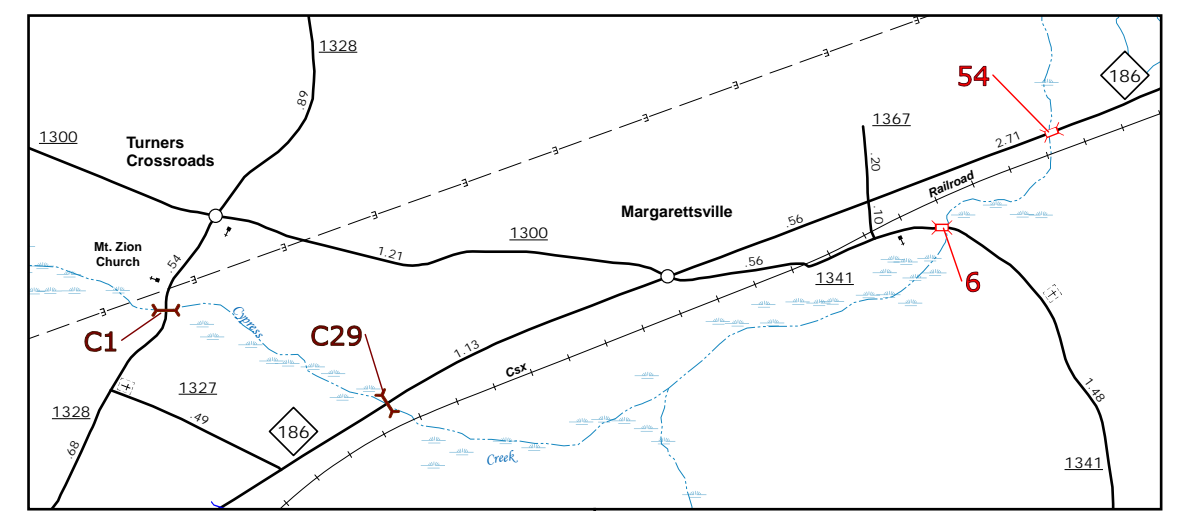 1328
186
54
.89
1367
1300
Turners
Crossroads
2.71
.20
Railroad
Margarettsville
.10
.56
1300
Mt. Zion
Church
1.21
.54
.56
1341
6
C1
Cypress
C29
1.13
Csx
1327
1.48
1328
.49
186
.68
Creek
1341